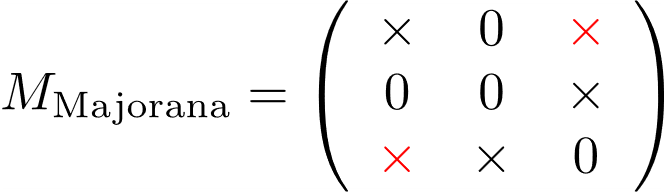 × 0 ×
M_Majorana = ( 0 0 × )
× × 0